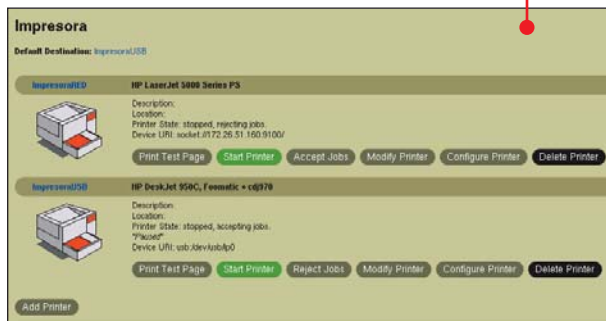 Impresora
Default Destination: ImpresoraUSB
ImpresoraRED HP LaserJet 5000 Series PS
Description:
Location:
Printer State: stopped, rejecting jobs.
Device URI: socket://172.26.51.160:9100/
Print Test Page Start Printer Accept Jobs Modify Printer Configure Printer Delete Printer
ImpresoraUSB HP DeskJet 950C, Foomatic + cdj970
Description:
Location:
Printer State: stopped, accepting jobs.
"Paused"
Device URI: usb:/dev/usb/lp0
Print Test Page Start Printer Reject Jobs Modify Printer Configure Printer Delete Printer
Add Printer